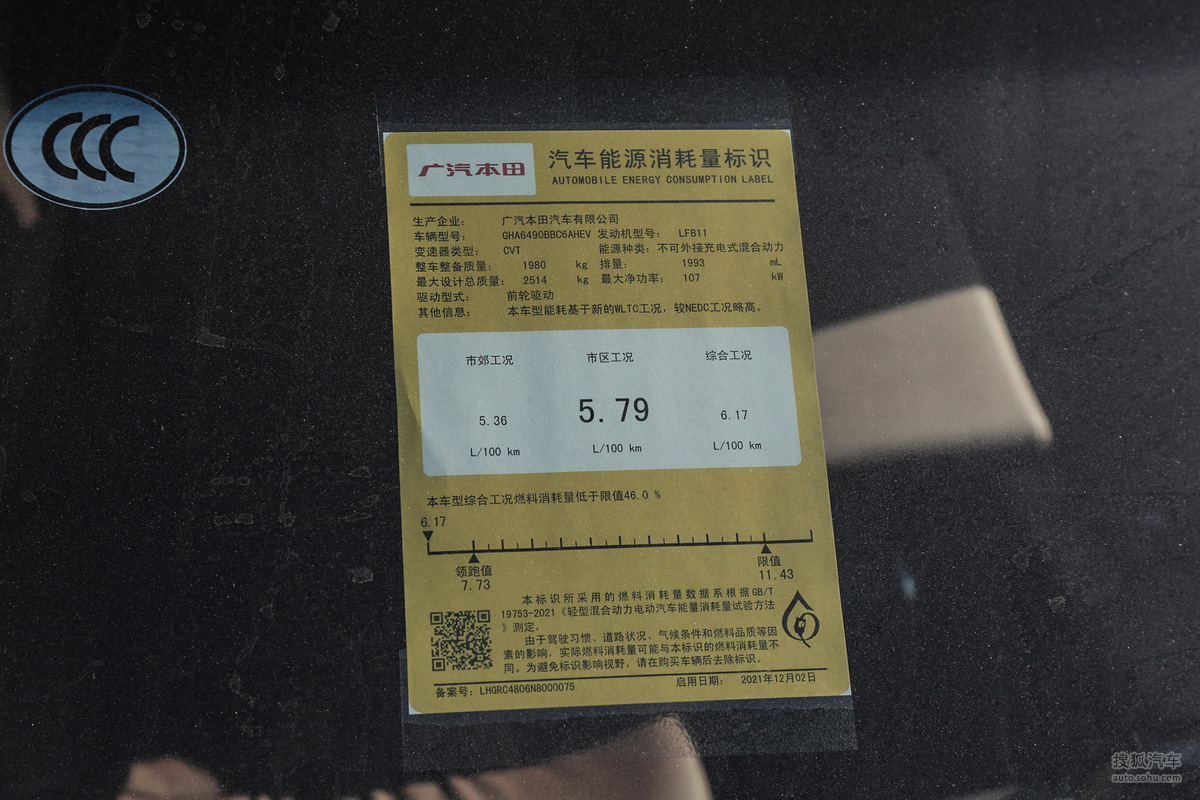 CCC
广汽本田
汽车能源消耗量标识
AUTOMOBILE ENERGY CONSUMPTION LABEL
生产企业： 广汽本田汽车有限公司
车辆型号： GHA6490BBC6AHEV 发动机型号： LFB11
变速器类型： CVT 能源种类：不可外接充电式混合动力
整车整备质量： 1980 kg 排量： 1993 mL
最大设计总质量： 2514 kg 最大净功率： 107 kW
驱动型式： 前轮驱动
其他信息： 本车型能耗基于新的WLTC工况，较NEDC工况略高。
市郊工况 市区工况 综合工况
5.36 5.79 6.17
L/100 km L/100 km L/100 km
本车型综合工况燃料消耗量低于限值46.0 %
6.17
领跑值 限值
7.73 11.43
本标识所采用的燃料消耗量数据系根据GB/T
19753-2021《轻型混合动力电动汽车能量消耗量试验方法
》测定。
由于驾驶习惯、道路状况、气候条件和燃料品质等因
素的影响，实际燃料消耗量可能与本标识的燃料消耗量不
同。为避免标识影响视野，请在购买车辆后去除标识。
备案号：LHGRC4806N8000075 启用日期： 2021年12月02日
搜狐汽车
auto.sohu.com